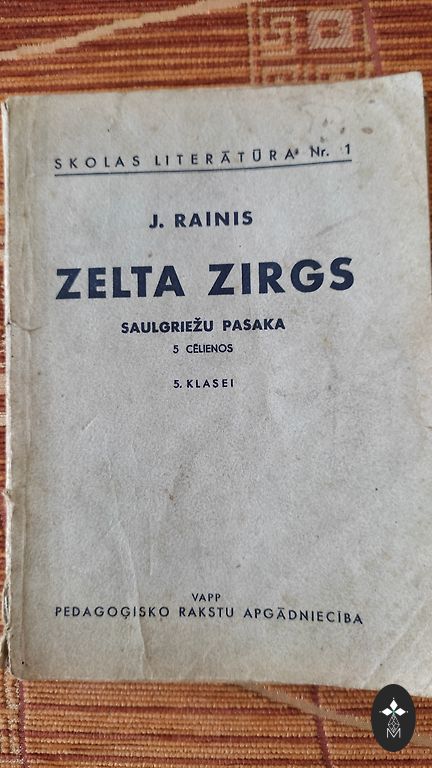 SKOLAS LITERĀTŪRA Nr. 1
J. RAINIS
ZELTA ZIRGS
SAULGRIEŽU PASAKA
5 CĒLIENOS
5. KLASEI
VAPP
PEDAGOĢISKO RAKSTU APGĀDNIECĪBA